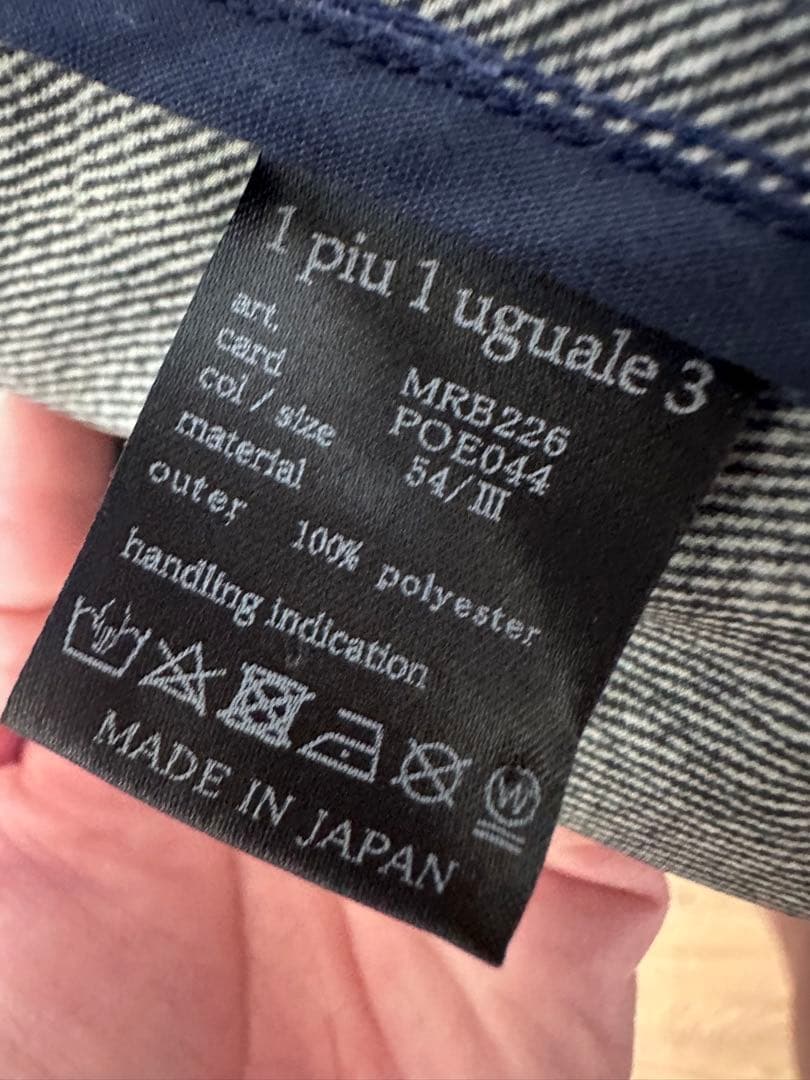 1 piu 1 uguale 3
art. MRB226
card POE044
col / size 54/III
material
outer 100% polyester
handling indication
W
MADE IN JAPAN